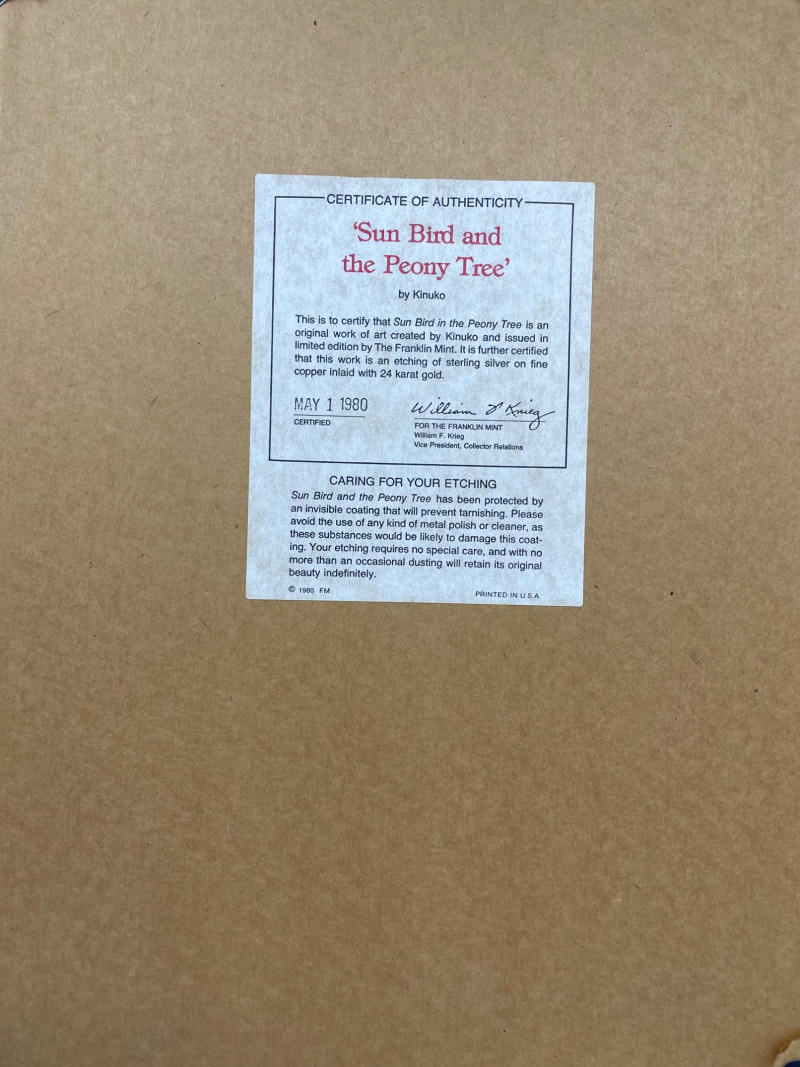 CERTIFICATE OF AUTHENTICITY
‘Sun Bird and
the Peony Tree’
by Kinuko
This is to certify that Sun Bird in the Peony Tree is an
original work of art created by Kinuko and issued in
limited edition by The Franklin Mint. It is further certified
that this work is an etching of sterling silver on fine
copper inlaid with 24 karat gold.
MAY 1 1980
CERTIFIED
William F Krieg
FOR THE FRANKLIN MINT
William F. Krieg
Vice President, Collector Relations
CARING FOR YOUR ETCHING
Sun Bird and the Peony Tree has been protected by
an invisible coating that will prevent tarnishing. Please
avoid the use of any kind of metal polish or cleaner, as
these substances would be likely to damage this coat-
ing. Your etching requires no special care, and with no
more than an occasional dusting will retain its original
beauty indefinitely.
© 1980 FM
PRINTED IN U.S.A.